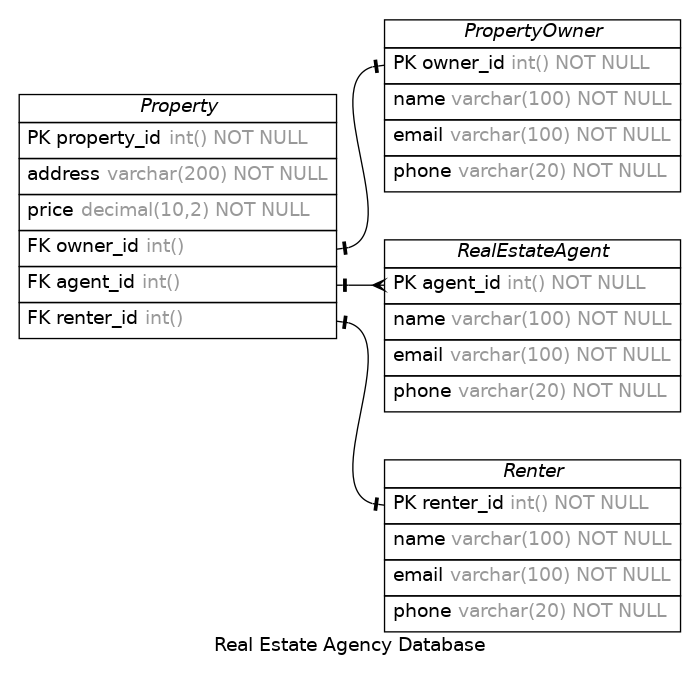 Property
PK property_id int() NOT NULL
address varchar(200) NOT NULL
price decimal(10,2) NOT NULL
FK owner_id int()
FK agent_id int()
FK renter_id int()
PropertyOwner
PK owner_id int() NOT NULL
name varchar(100) NOT NULL
email varchar(100) NOT NULL
phone varchar(20) NOT NULL
RealEstateAgent
PK agent_id int() NOT NULL
name varchar(100) NOT NULL
email varchar(100) NOT NULL
phone varchar(20) NOT NULL
Renter
PK renter_id int() NOT NULL
name varchar(100) NOT NULL
email varchar(100) NOT NULL
phone varchar(20) NOT NULL
Real Estate Agency Database